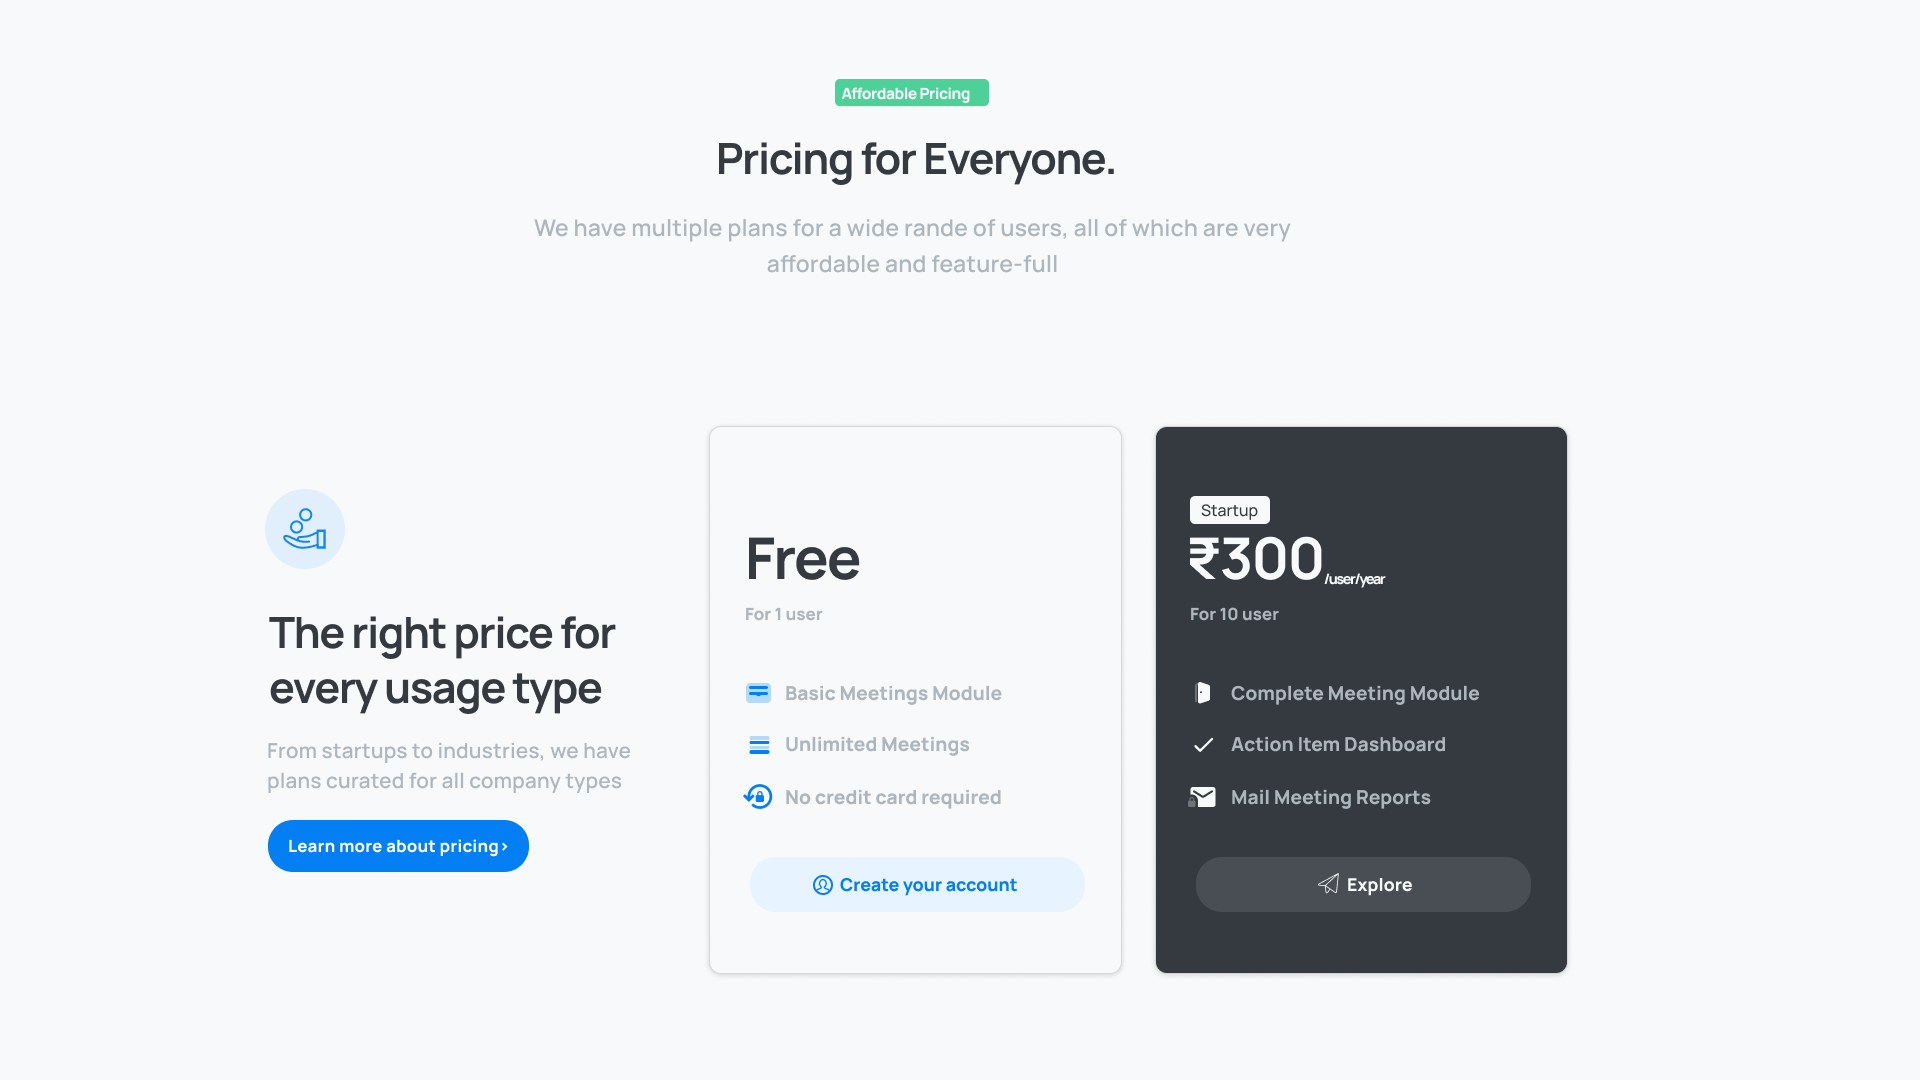 Affordable Pricing
Pricing for Everyone.
We have multiple plans for a wide rande of users, all of which are very
affordable and feature-full
The right price for
every usage type
From startups to industries, we have
plans curated for all company types
Learn more about pricing›
Free
For 1 user
Basic Meetings Module
Unlimited Meetings
No credit card required
Create your account
Startup
₹300 /user/year
For 10 user
Complete Meeting Module
Action Item Dashboard
Mail Meeting Reports
Explore